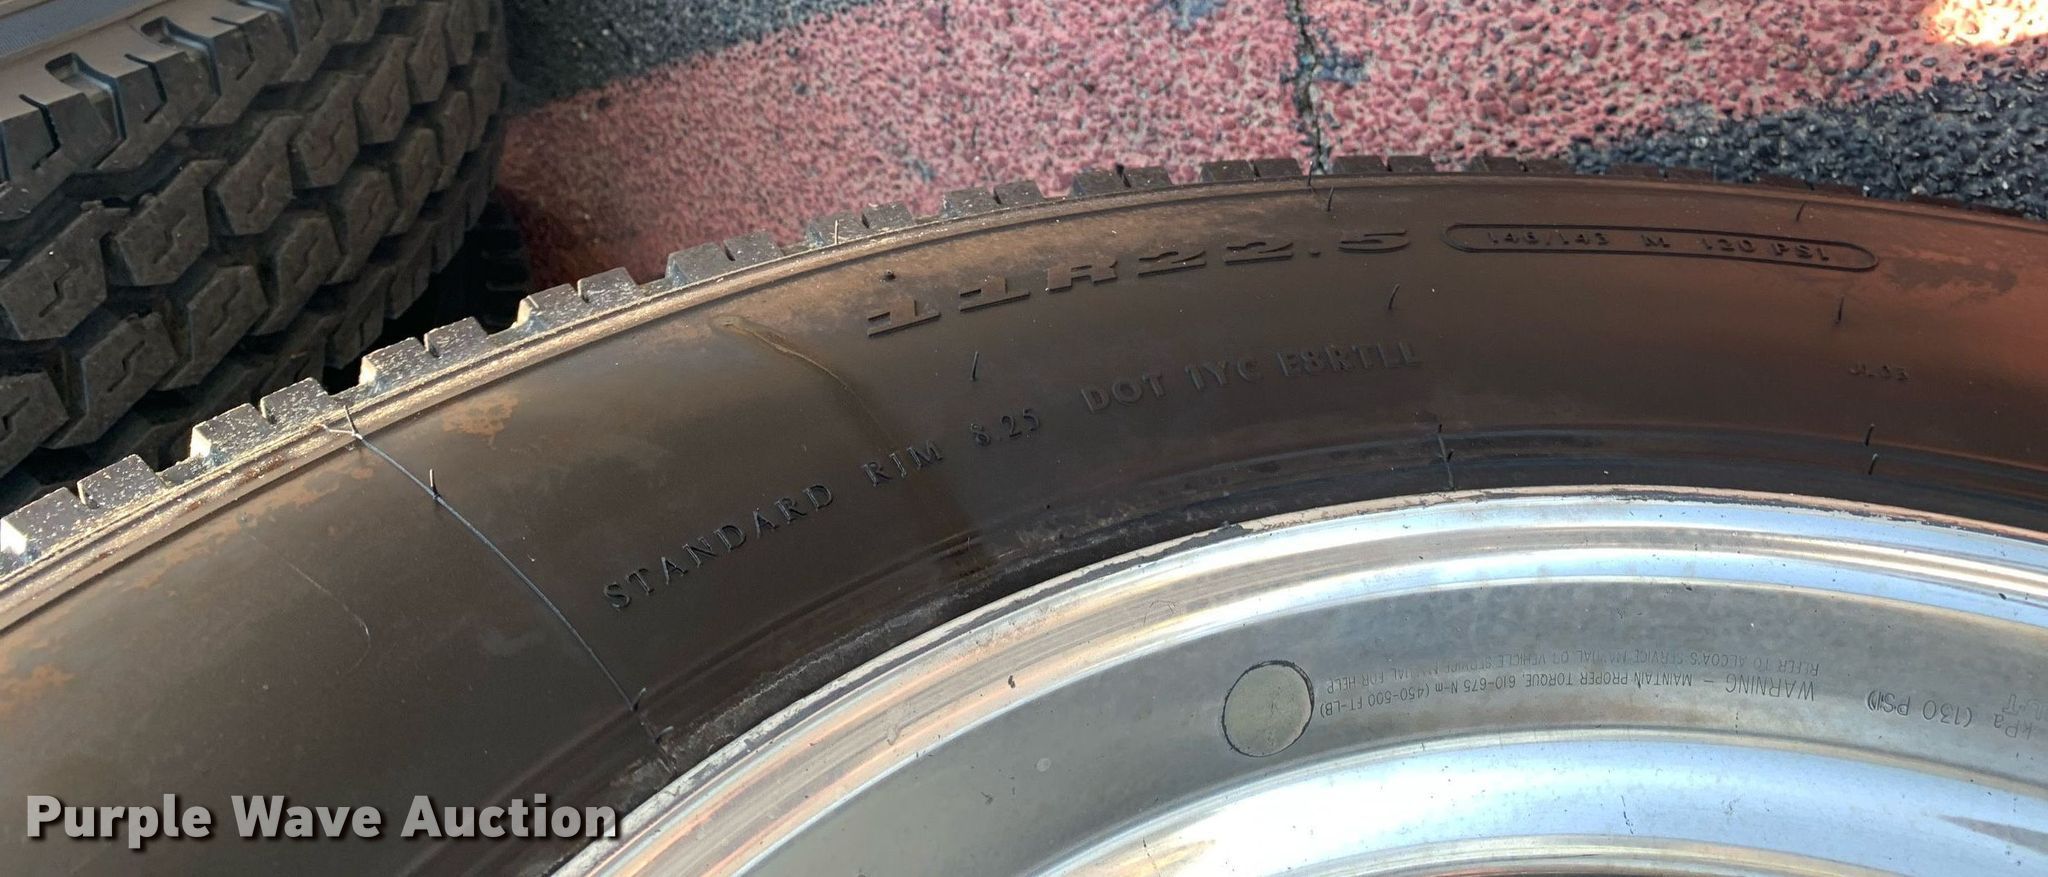 11R22.5
146/143 M 120 PSI
STANDARD RIM 8.25 DOT 1YC E8RTLL
JL03
REFER TO ALCOA'S SERVICE MANUAL OR VEHICLE SERVICE MANUAL FOR HELP
WARNING - MAINTAIN PROPER TORQUE, 610-675 N-m (450-500 FT-LB)
kPa (130 PSI)
Purple Wave Auction